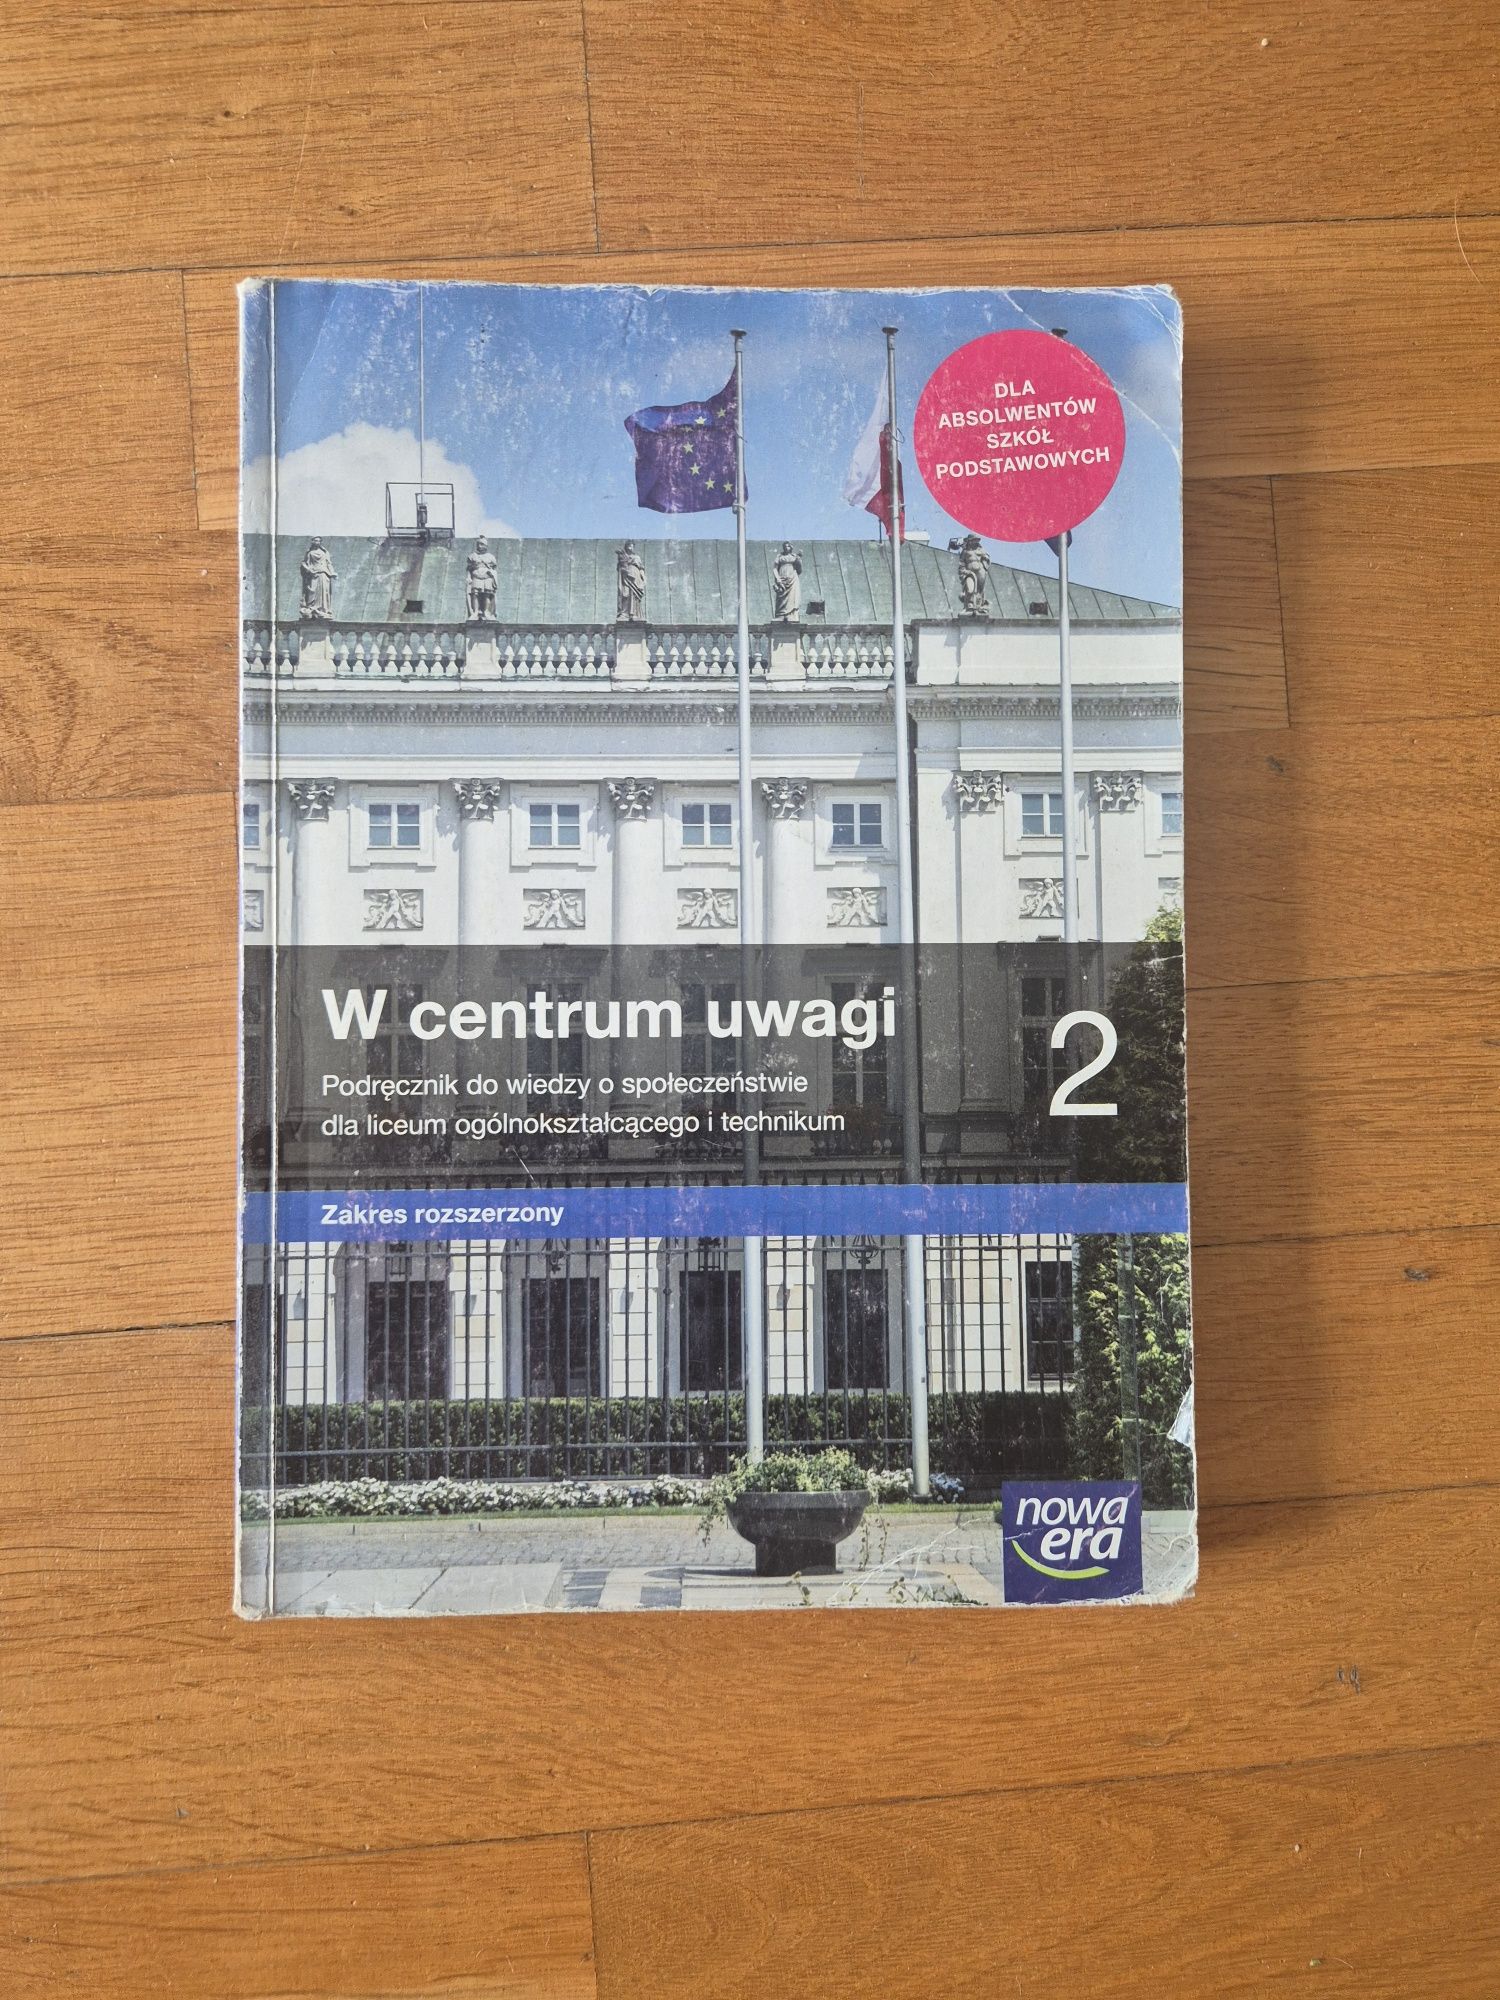 DLA
ABSOLWENTÓW
SZKÓŁ
PODSTAWOWYCH
W centrum uwagi
2
Podręcznik do wiedzy o społeczeństwie
dla liceum ogólnokształcącego i technikum
Zakres rozszerzony
nowa
era